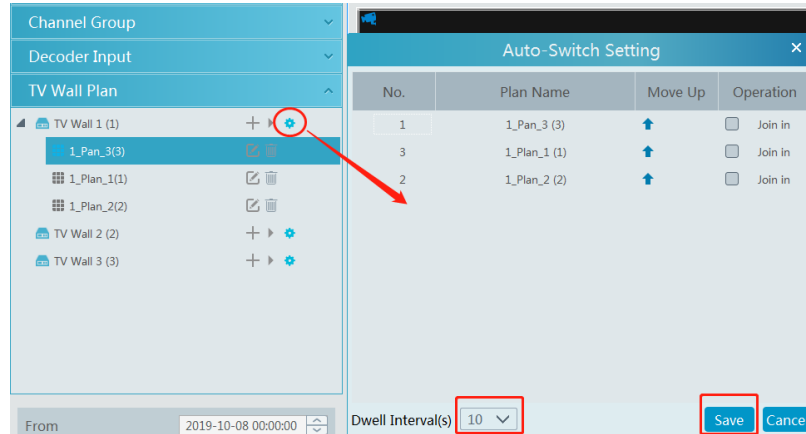 Channel Group
Decoder Input
TV Wall Plan
TV Wall 1 (1)
1_Pan_3(3)
1_Plan_1(1)
1_Plan_2(2)
TV Wall 2 (2)
TV Wall 3 (3)
From 2019-10-08 00:00:00
Auto-Switch Setting
No. Plan Name Move Up Operation
1 1_Pan_3 (3) Join in
3 1_Plan_1 (1) Join in
2 1_Plan_2 (2) Join in
Dwell Interval(s) 10 Save Cance